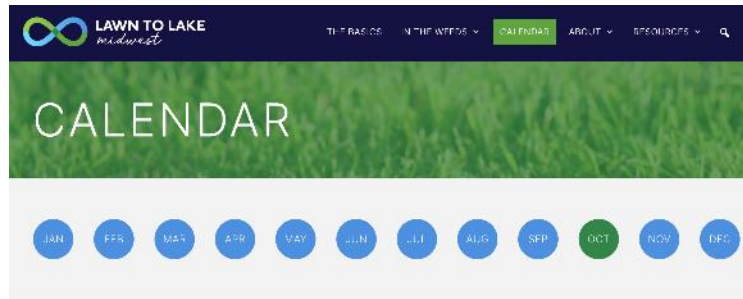 LAWN TO LAKE
midwest
THE BASICS IN THE WEEDS CALENDAR ABOUT RESOURCES
CALENDAR
JAN FEB MAR APR MAY JUN JUL AUG SEP OCT NOV DEC